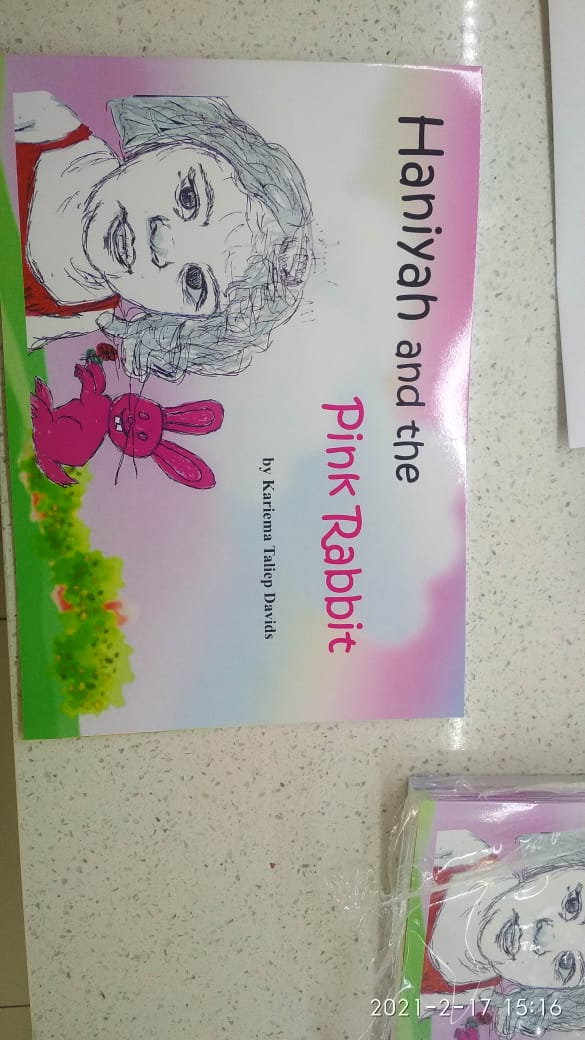 Haniyah and the
Pink Rabbit
by Kariema Taliep Davids
2021-2-17 15:16